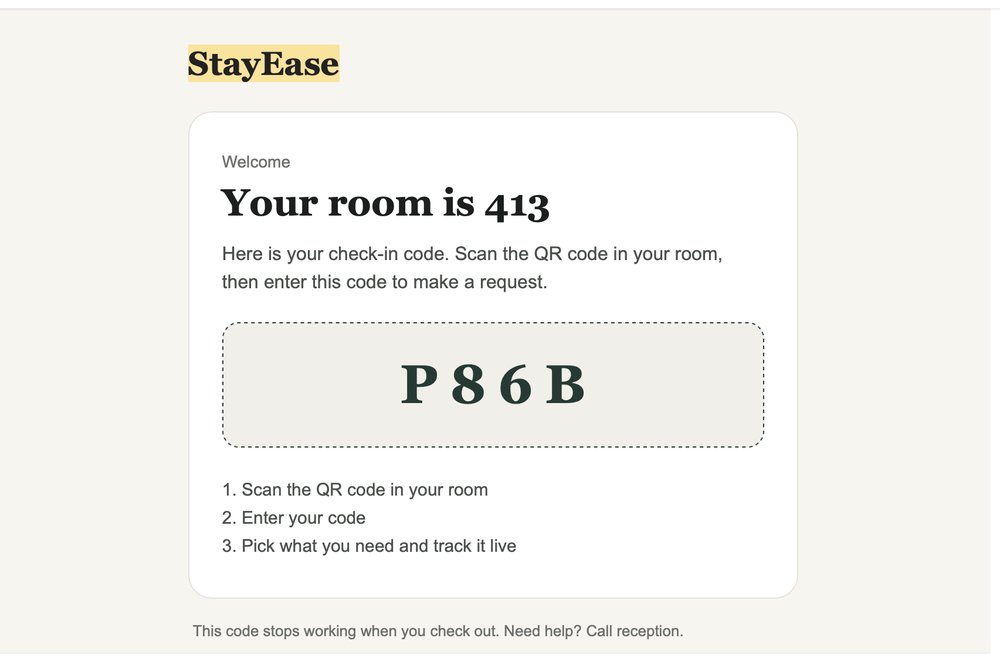 StayEase
Welcome
Your room is 413
Here is your check-in code. Scan the QR code in your room,
then enter this code to make a request.
P86B
1. Scan the QR code in your room
2. Enter your code
3. Pick what you need and track it live
This code stops working when you check out. Need help? Call reception.